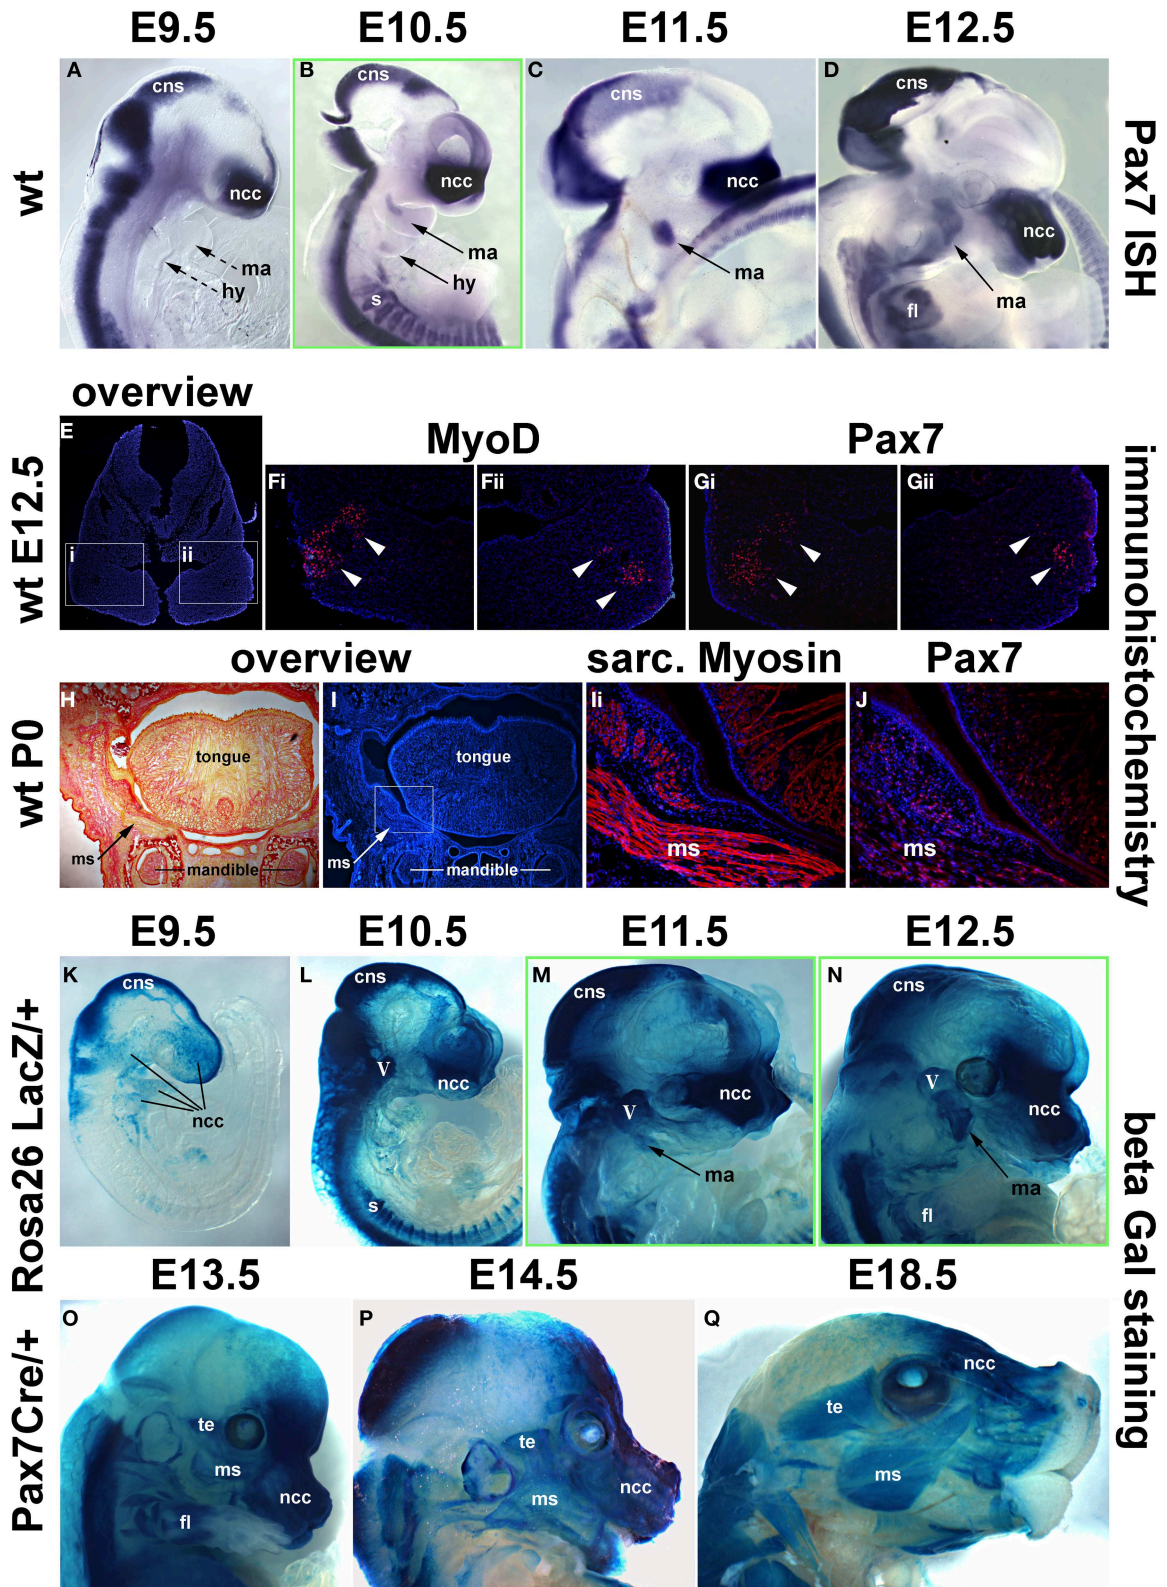 E9.5 E10.5 E11.5 E12.5
wt
Pax7 ISH
A
cns
ncc
ma
hy
B
cns
ncc
ma
hy
s
C
cns
ncc
ma
D
cns
ncc
ma
fl
overview
MyoD
Pax7
wt E12.5
immunohistochemistry
E
i
ii
Fi
Fii
Gi
Gii
overview
sarc. Myosin
Pax7
wt P0
H
tongue
ms
mandible
I
tongue
ms
mandible
Ii
ms
J
ms
E9.5 E10.5 E11.5 E12.5
Pax7Cre/+ Rosa26 LacZ/+
beta Gal staining
K
cns
ncc
L
cns
V
ncc
s
M
cns
V
ncc
ma
N
cns
V
ncc
ma
fl
E13.5 E14.5 E18.5
O
te
ms
ncc
fl
P
te
ms
ncc
Q
ncc
te
ms